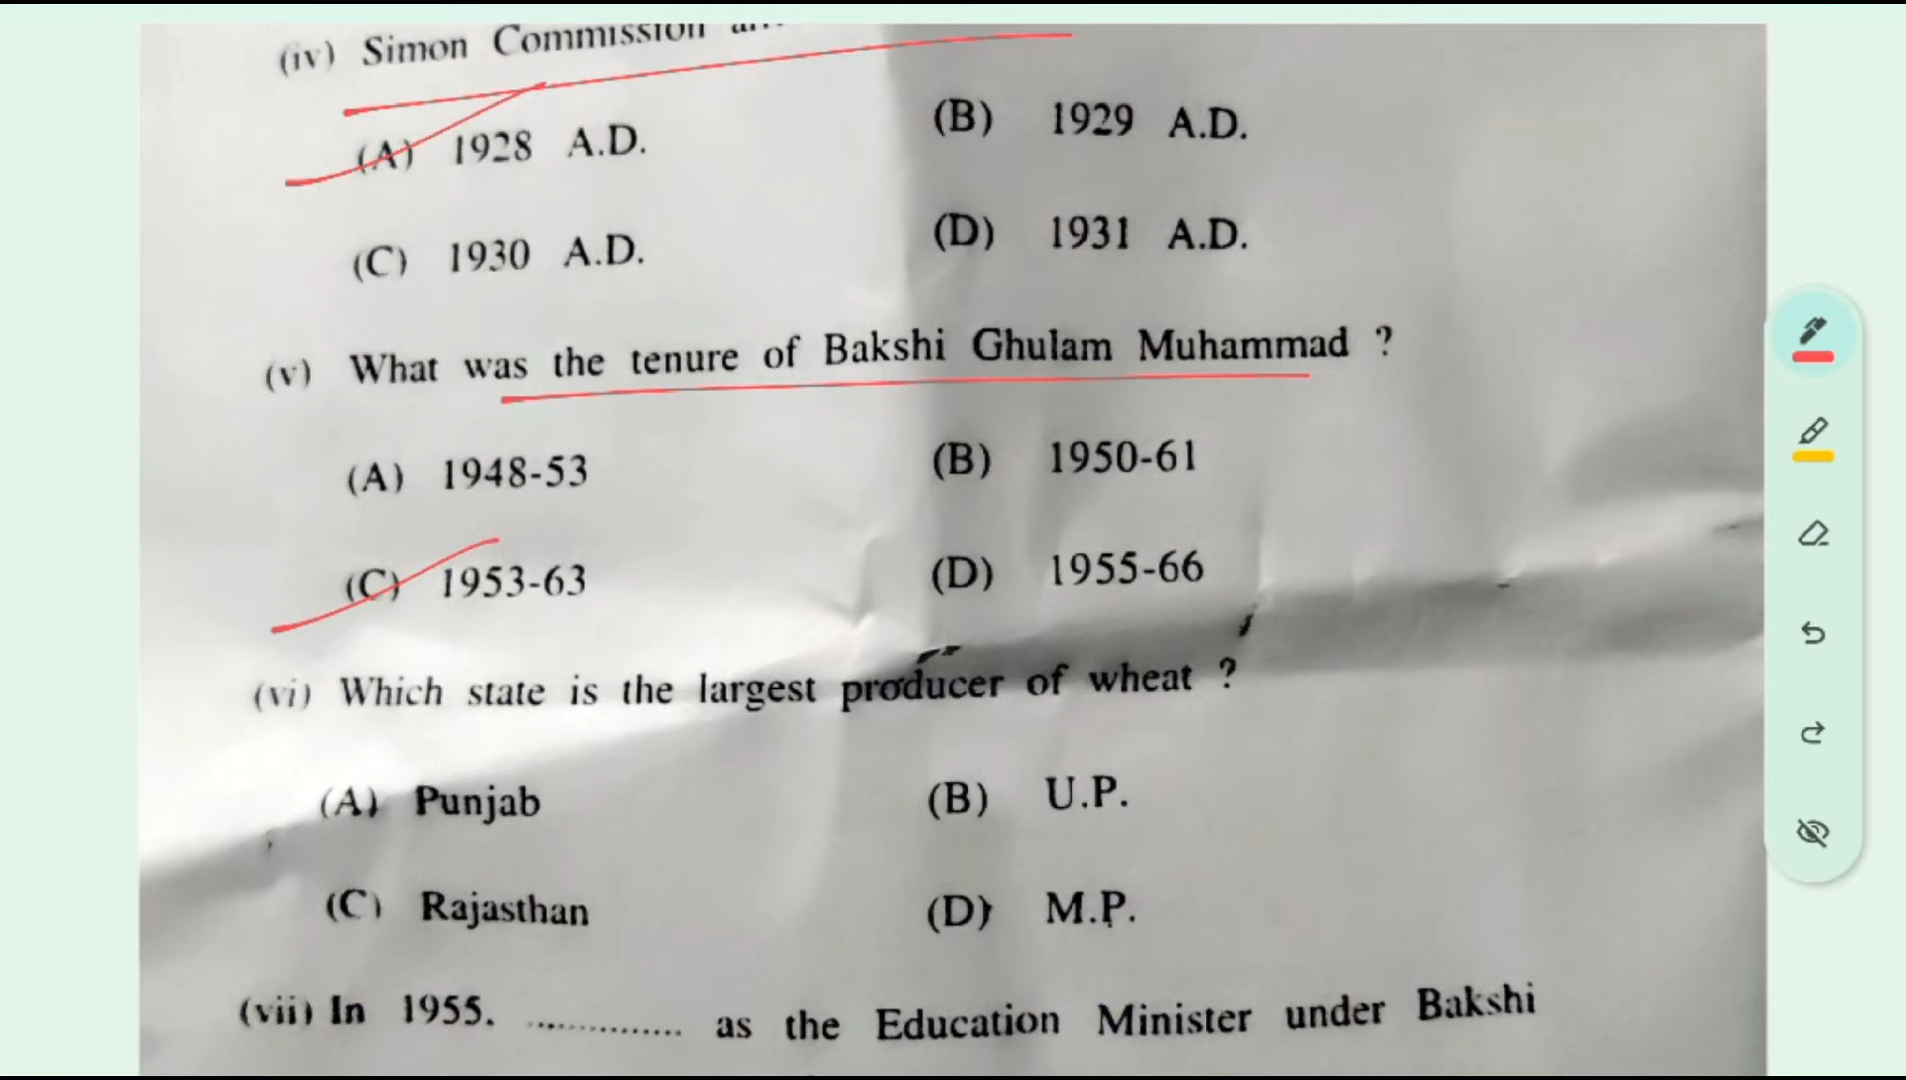 (iv) Simon Commission
(A) 1928 A.D.
(B) 1929 A.D.
(C) 1930 A.D.
(D) 1931 A.D.
(v) What was the tenure of Bakshi Ghulam Muhammad ?
(A) 1948-53
(B) 1950-61
(C) 1953-63
(D) 1955-66
(vi) Which state is the largest producer of wheat ?
(A) Punjab
(B) U.P.
(C) Rajasthan
(D) M.P.
(vii) In 1955. .............. as the Education Minister under Bakshi